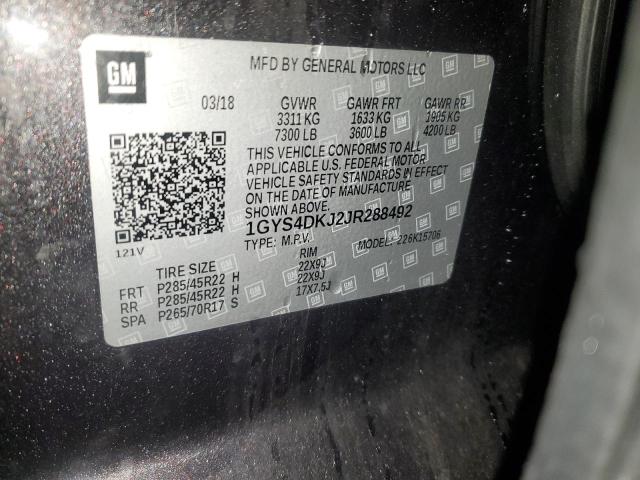 GM
MFD BY GENERAL MOTORS LLC
03/18 GVWR GAWR FRT GAWR RR
3311 KG 1633 KG 1905 KG
7300 LB 3600 LB 4200 LB
THIS VEHICLE CONFORMS TO ALL
APPLICABLE U.S. FEDERAL MOTOR
VEHICLE SAFETY STANDARDS IN EFFECT
ON THE DATE OF MANUFACTURE
SHOWN ABOVE.
1GYS4DKJ2JR288492
121V
TYPE: M.P.V. MODEL: 226K15706
TIRE SIZE RIM
FRT P285/45R22 H 22X9J
RR P285/45R22 H 22X9J
SPA P265/70R17 S 17X7.5J